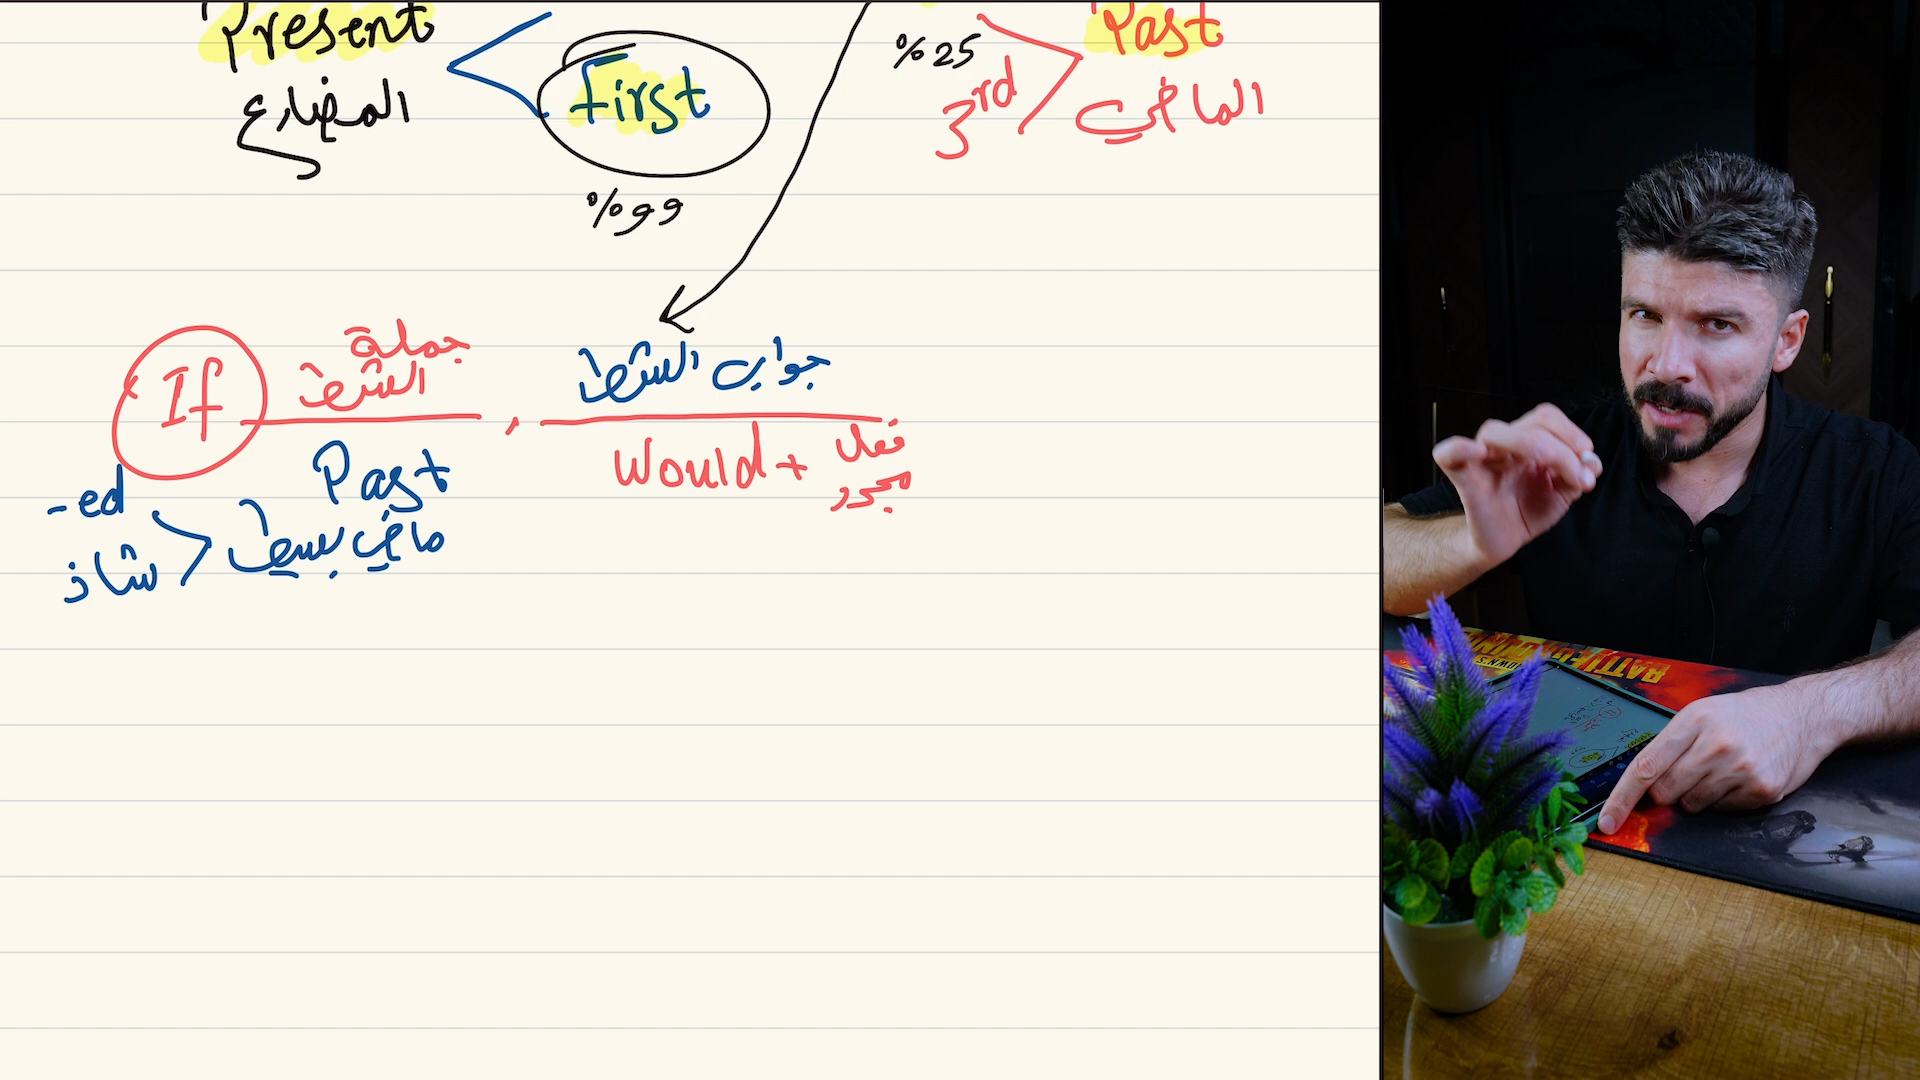 Present
المضارع
First
%99
%25
3rd
Past
الماضي
If جملة الشرط , جواب الشرط
Past
ماضي بسيط
-ed
شاذ
Would + فعل مجرد
BATTLEGROUNDS